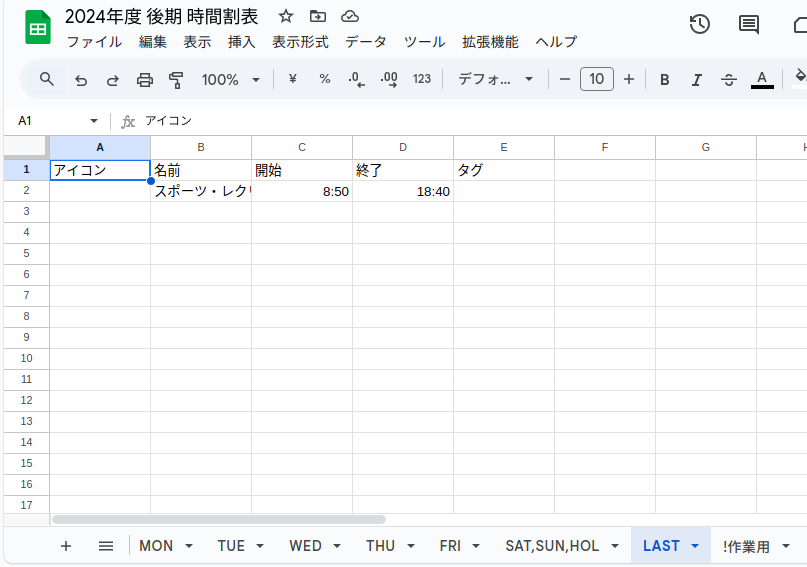 2024年度 後期 時間割表
ファイル 編集 表示 挿入 表示形式 データ ツール 拡張機能 ヘルプ
100% ¥ % .0 .00 123 デフォ... − 10 + B I A
A1 fx アイコン
A B C D E F G
1 アイコン 名前 開始 終了 タグ
2 スポーツ・レク 8:50 18:40
3
4
5
6
7
8
9
10
11
12
13
14
15
16
17
MON TUE WED THU FRI SAT,SUN,HOL LAST !作業用